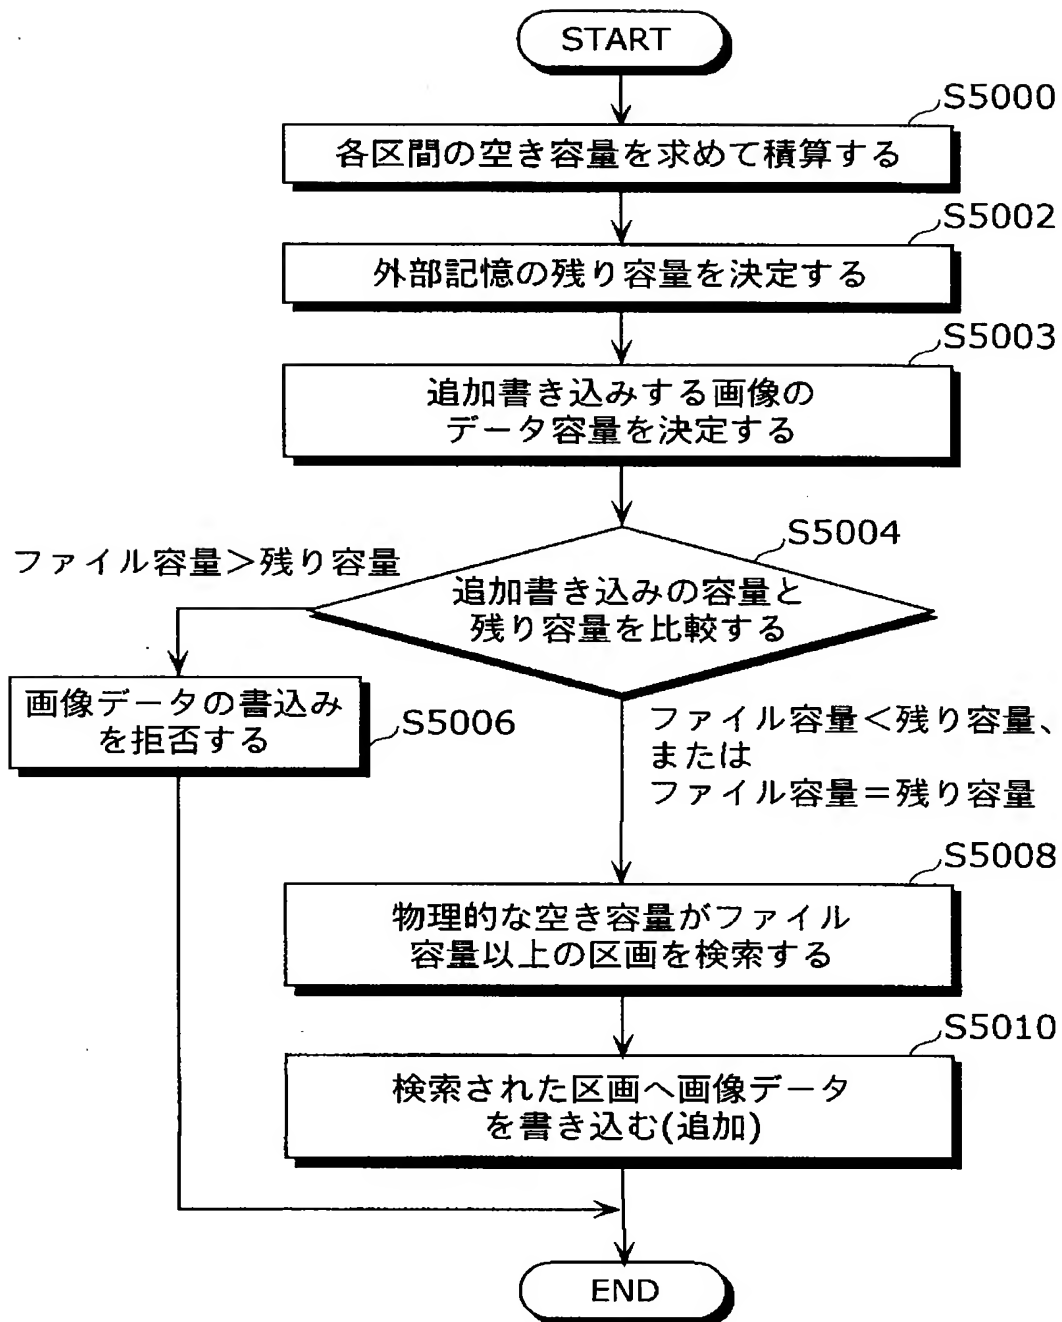 START
S5000
各区間の空き容量を求めて積算する
S5002
外部記憶の残り容量を決定する
S5003
追加書き込みする画像の
データ容量を決定する
S5004
ファイル容量＞残り容量
追加書き込みの容量と
残り容量を比較する
画像データの書込み
を拒否する
S5006
ファイル容量＜残り容量、
または
ファイル容量＝残り容量
S5008
物理的な空き容量がファイル
容量以上の区画を検索する
S5010
検索された区画へ画像データ
を書き込む(追加)
END